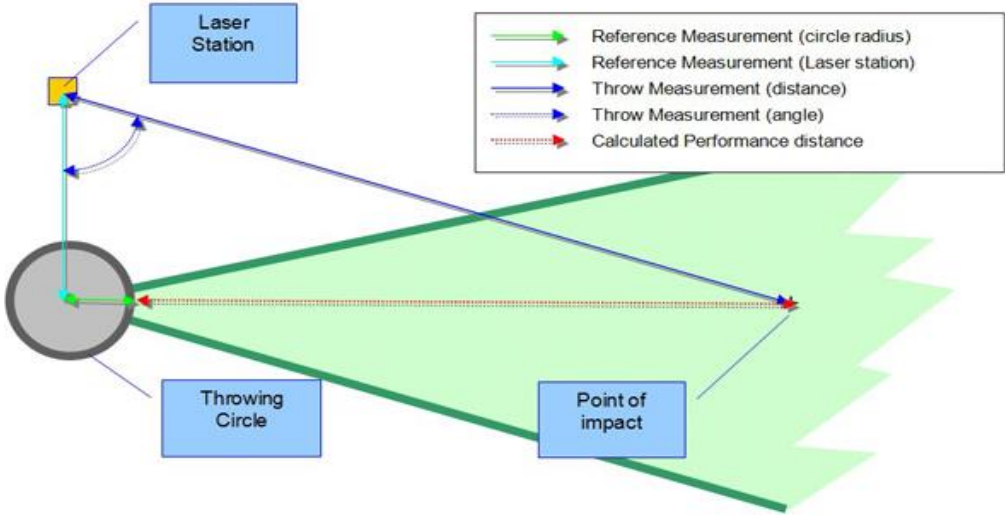 Laser
Station
Reference Measurement (circle radius)
Reference Measurement (Laser station)
Throw Measurement (distance)
Throw Measurement (angle)
Calculated Performance distance
Throwing
Circle
Point of
impact